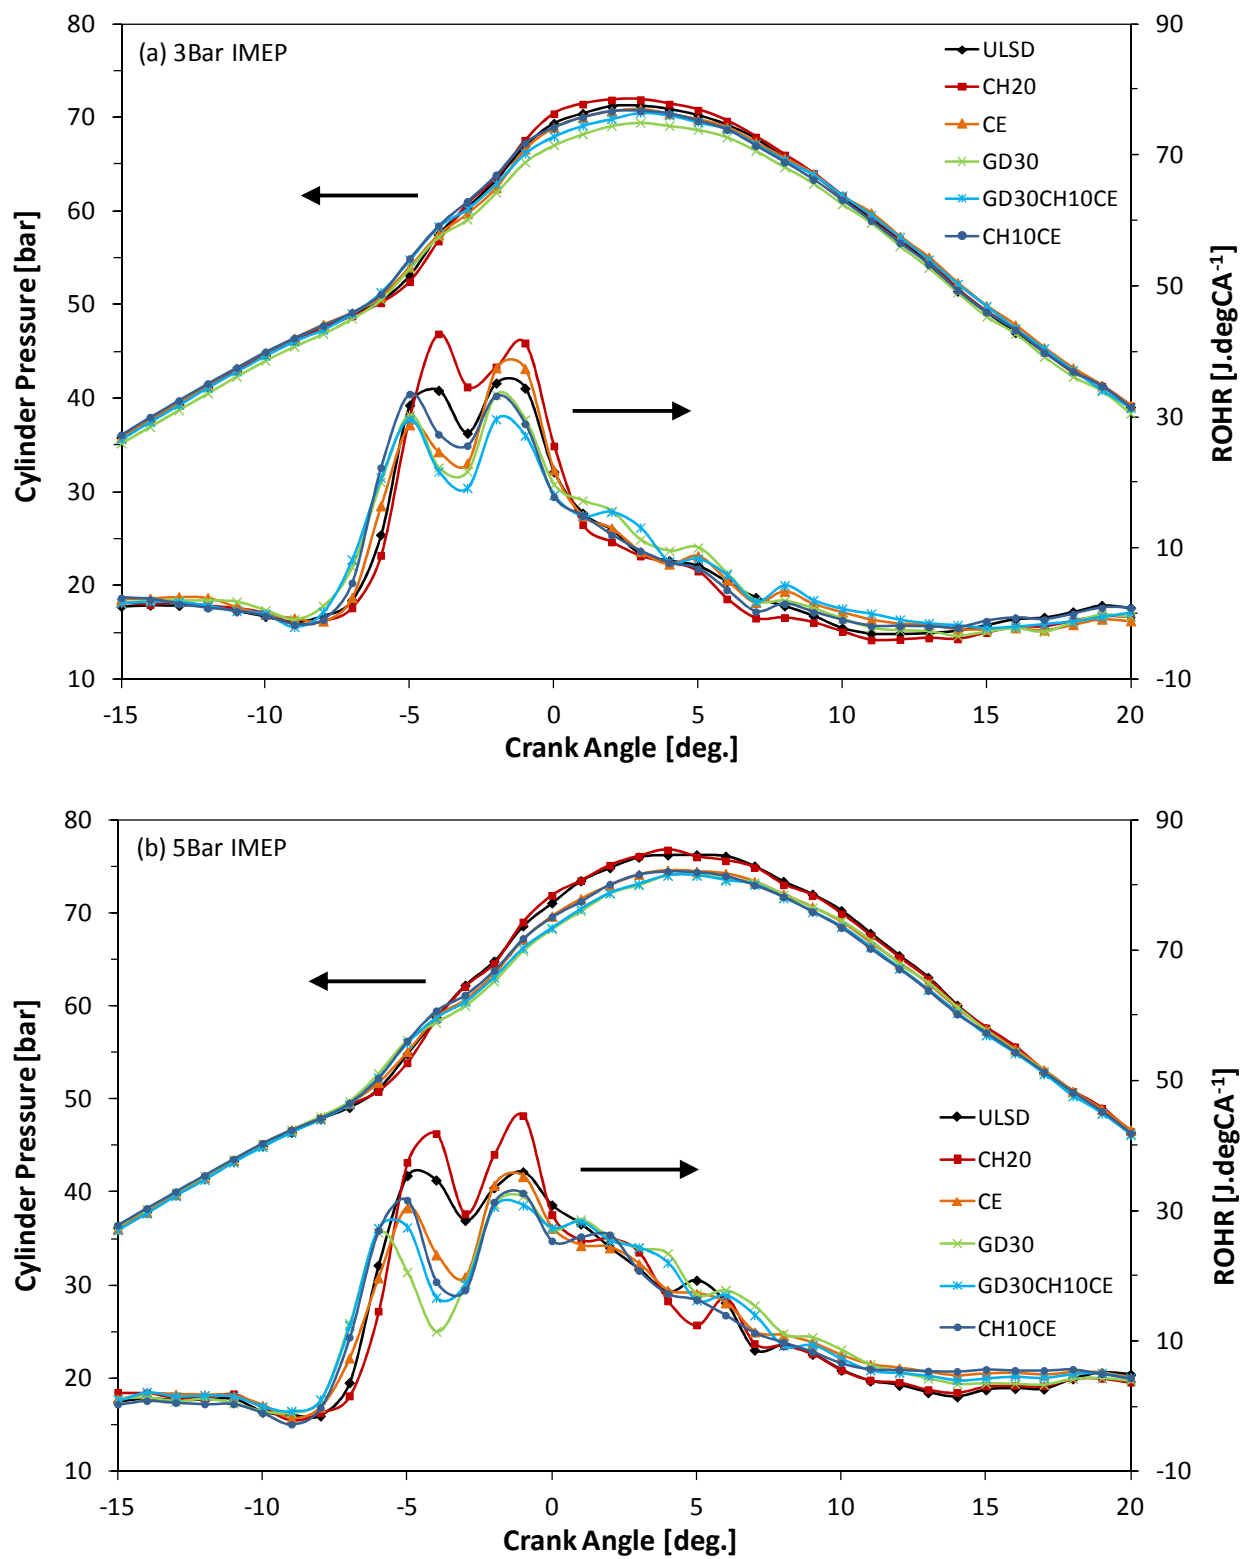 (a) 3Bar IMEP
ULSD
CH20
CE
GD30
GD30CH10CE
CH10CE
80
70
60
50
40
30
20
10
Cylinder Pressure [bar]
90
70
50
30
10
-10
ROHR [J.degCA-1]
-15 -10 -5 0 5 10 15 20
Crank Angle [deg.]
(b) 5Bar IMEP
80
70
60
50
40
30
20
10
Cylinder Pressure [bar]
90
70
50
30
10
-10
ROHR [J.degCA-1]
ULSD
CH20
CE
GD30
GD30CH10CE
CH10CE
-15 -10 -5 0 5 10 15 20
Crank Angle [deg.]